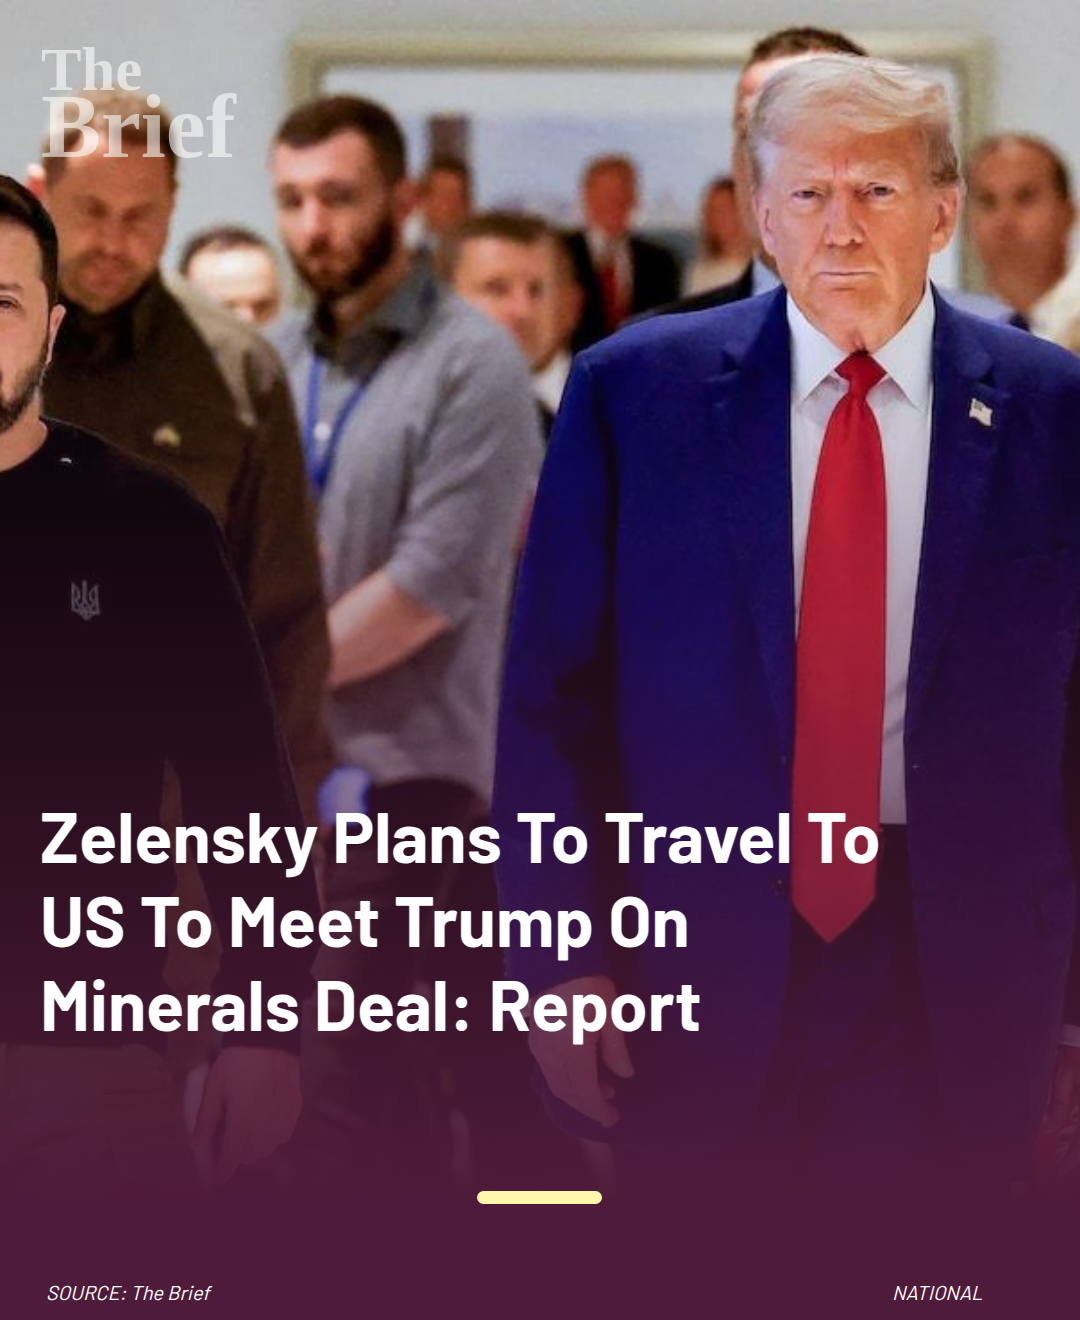 The
Brief
Zelensky Plans To Travel To
US To Meet Trump On
Minerals Deal: Report
SOURCE: The Brief
NATIONAL